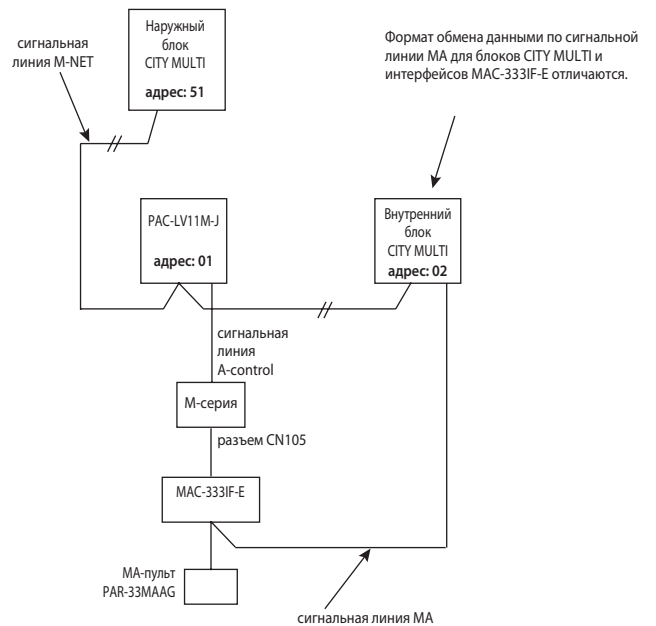 Наружный
блок
CITY MULTI
адрес: 51
сигнальная
линия M-NET
Формат обмена данными по сигнальной
линии MA для блоков CITY MULTI и
интерфейсов MAC-333IF-E отличаются.
PAC-LV11M-J
адрес: 01
Внутренний
блок
CITY MULTI
адрес: 02
сигнальная
линия
A-control
М-серия
разъем CN105
MAC-333IF-E
MA-пульт
PAR-33MAAG
сигнальная линия MA